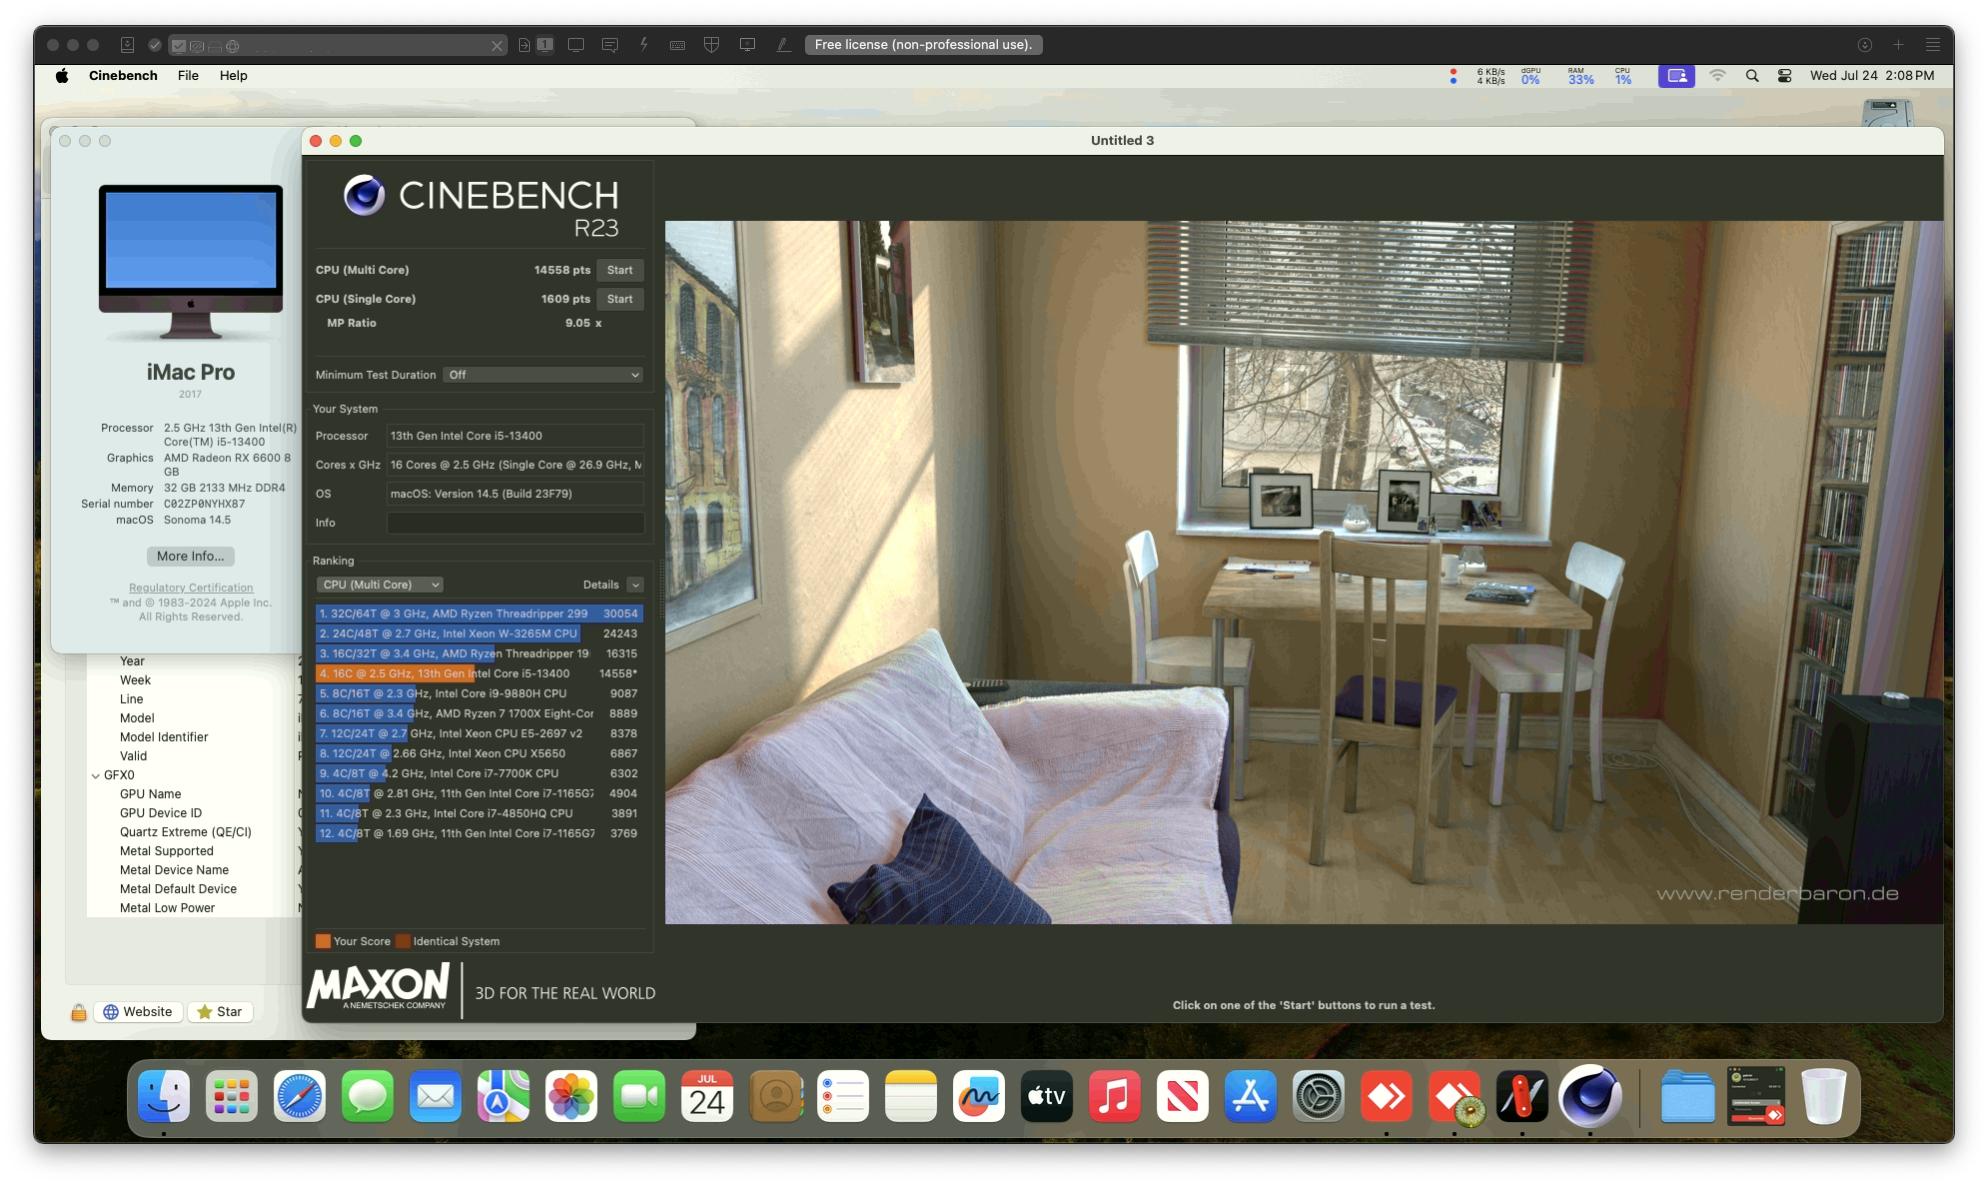 Free license (non-professional use).
1
Cinebench File Help
6 KB/s
4 KB/s
dGPU
0%
RAM
33%
CPU
1%
Wed Jul 24 2:08 PM
Untitled 3
iMac Pro
2017
Processor 2.5 GHz 13th Gen Intel(R)
Core(TM) i5-13400
Graphics AMD Radeon RX 6600 8
GB
Memory 32 GB 2133 MHz DDR4
Serial number C02ZP0NYHX87
macOS Sonoma 14.5
More Info...
Regulatory Certification
™ and © 1983-2024 Apple Inc.
All Rights Reserved.
Year
Week
Line
Model
Model Identifier
Valid
GFX0
GPU Name
GPU Device ID
Quartz Extreme (QE/CI)
Metal Supported
Metal Device Name
Metal Default Device
Metal Low Power
Website Star
CINEBENCH
R23
CPU (Multi Core) 14558 pts Start
CPU (Single Core) 1609 pts Start
MP Ratio 9.05 x
Minimum Test Duration Off
Your System
Processor 13th Gen Intel Core i5-13400
Cores x GHz 16 Cores @ 2.5 GHz (Single Core @ 26.9 GHz, M
OS macOS: Version 14.5 (Build 23F79)
Info
Ranking
CPU (Multi Core) Details
1. 32C/64T @ 3 GHz, AMD Ryzen Threadripper 299 30054
2. 24C/48T @ 2.7 GHz, Intel Xeon W-3265M CPU 24243
3. 16C/32T @ 3.4 GHz, AMD Ryzen Threadripper 19 16315
4. 16C @ 2.5 GHz, 13th Gen Intel Core i5-13400 14558*
5. 8C/16T @ 2.3 GHz, Intel Core i9-9880H CPU 9087
6. 8C/16T @ 3.4 GHz, AMD Ryzen 7 1700X Eight-Cor 8889
7. 12C/24T @ 2.7 GHz, Intel Xeon CPU E5-2697 v2 8378
8. 12C/24T @ 2.66 GHz, Intel Xeon CPU X5650 6867
9. 4C/8T @ 4.2 GHz, Intel Core i7-7700K CPU 6302
10. 4C/8T @ 2.81 GHz, 11th Gen Intel Core i7-1165G7 4904
11. 4C/8T @ 2.3 GHz, Intel Core i7-4850HQ CPU 3891
12. 4C/8T @ 1.69 GHz, 11th Gen Intel Core i7-1165G7 3769
Your Score Identical System
MAXON
A NEMETSCHEK COMPANY
3D FOR THE REAL WORLD
www.renderbaron.de
Click on one of the 'Start' buttons to run a test.
JUL
24
tv